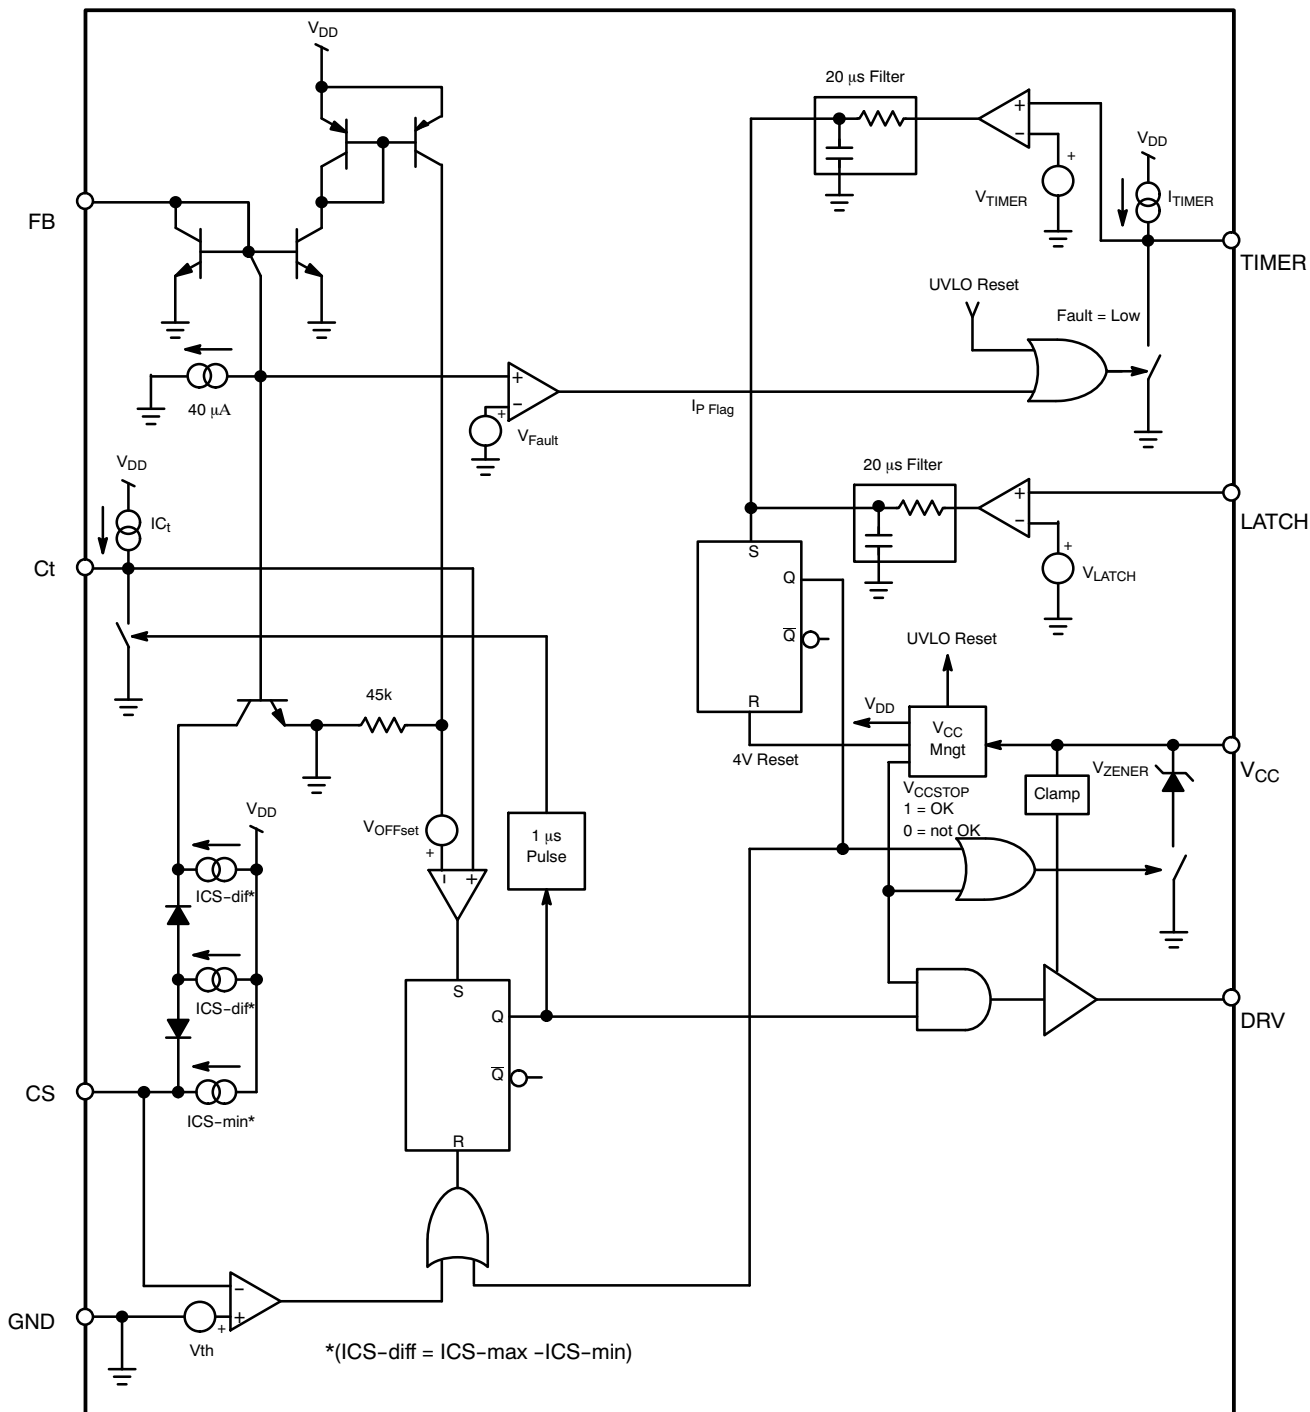 VDD
20 μs Filter
+
−
VDD
+
VTIMER
ITIMER
FB
TIMER
UVLO Reset
Fault = Low
+
−
+
40 μA
IP Flag
VFault
VDD
20 μs Filter
ICt
+
−
LATCH
Ct
S
+
Q
VLATCH
Q
UVLO Reset
45k
R
VDD
VCC
Mngt
4V Reset
VZENER
VCC
VCCSTOP
1 = OK
0 = not OK
Clamp
VDD
VOFFset
+
1 μs
Pulse
− +
ICS−dif*
S
ICS−dif*
Q
DRV
Q
CS
ICS−min*
R
−
+
GND
+
Vth
*(ICS−diff = ICS−max −ICS−min)